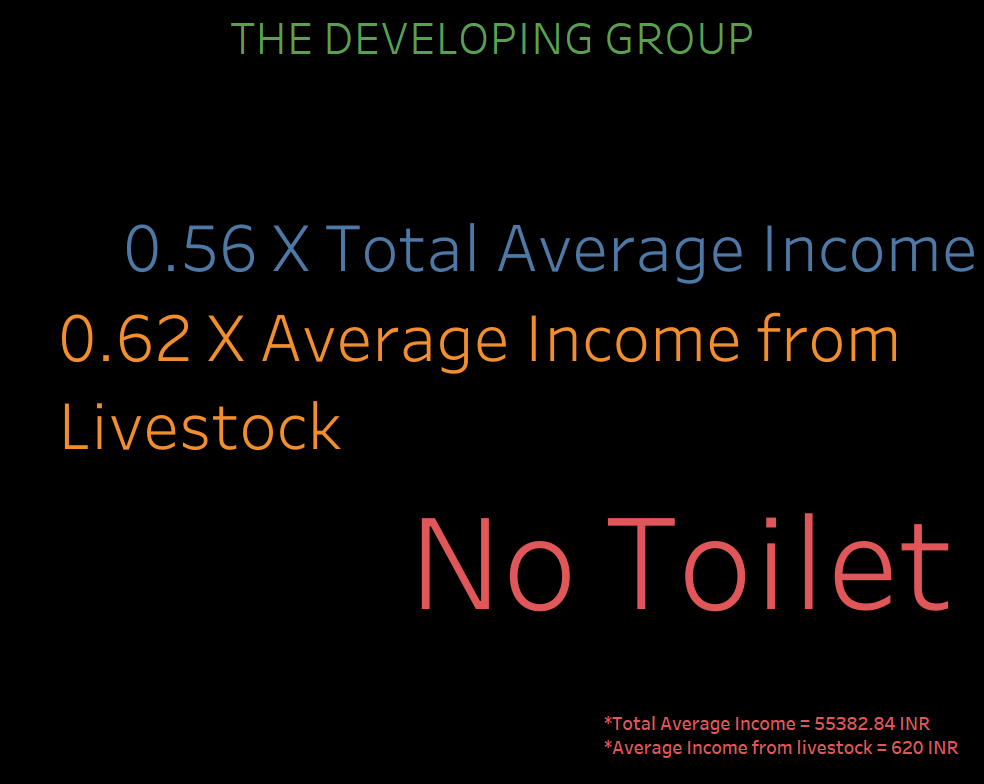 THE DEVELOPING GROUP
0.56 X Total Average Income
0.62 X Average Income from
Livestock
No Toilet
*Total Average Income = 55382.84 INR
*Average Income from livestock = 620 INR